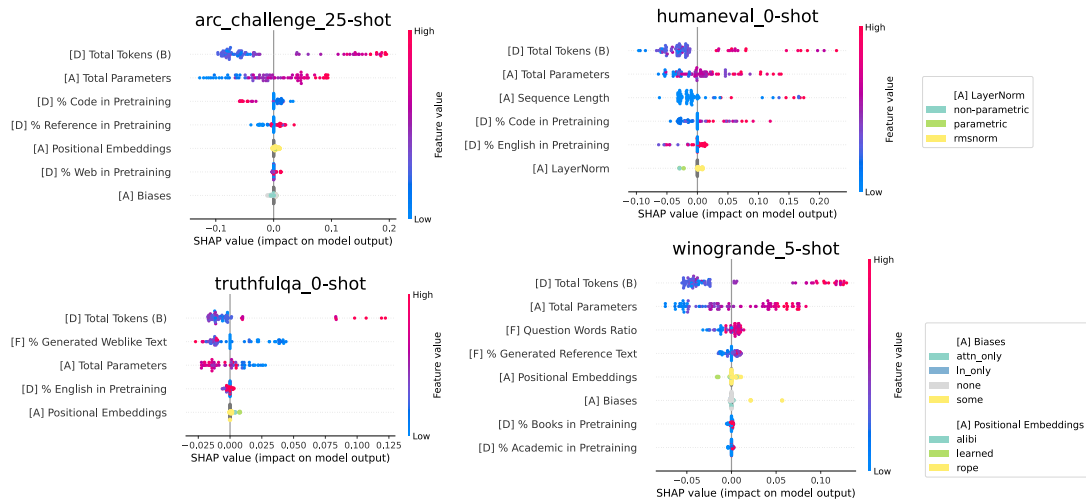 arc_challenge_25-shot
[D] Total Tokens (B)
[A] Total Parameters
[D] % Code in Pretraining
[D] % Reference in Pretraining
[A] Positional Embeddings
[D] % Web in Pretraining
[A] Biases
−0.1 0.0 0.1 0.2
SHAP value (impact on model output)
High
Feature value
Low
humaneval_0-shot
[D] Total Tokens (B)
[A] Total Parameters
[A] Sequence Length
[D] % Code in Pretraining
[D] % English in Pretraining
[A] LayerNorm
−0.10 −0.05 0.00 0.05 0.10 0.15 0.20
SHAP value (impact on model output)
High
Feature value
Low
[A] LayerNorm
non-parametric
parametric
rmsnorm
truthfulqa_0-shot
[D] Total Tokens (B)
[F] % Generated Weblike Text
[A] Total Parameters
[D] % English in Pretraining
[A] Positional Embeddings
−0.025 0.000 0.025 0.050 0.075 0.100 0.125
SHAP value (impact on model output)
High
Feature value
Low
winogrande_5-shot
[D] Total Tokens (B)
[A] Total Parameters
[F] Question Words Ratio
[F] % Generated Reference Text
[A] Positional Embeddings
[A] Biases
[D] % Books in Pretraining
[D] % Academic in Pretraining
−0.05 0.00 0.05 0.10
SHAP value (impact on model output)
High
Feature value
Low
[A] Biases
attn_only
ln_only
none
some
[A] Positional Embeddings
alibi
learned
rope